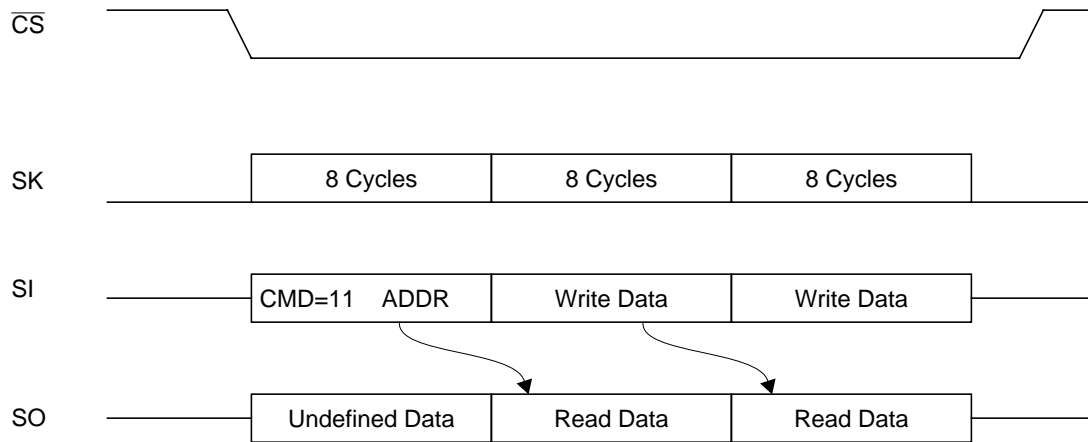 C̅S̅
SK 8 Cycles 8 Cycles 8 Cycles
SI CMD=11 ADDR Write Data Write Data
SO Undefined Data Read Data Read Data